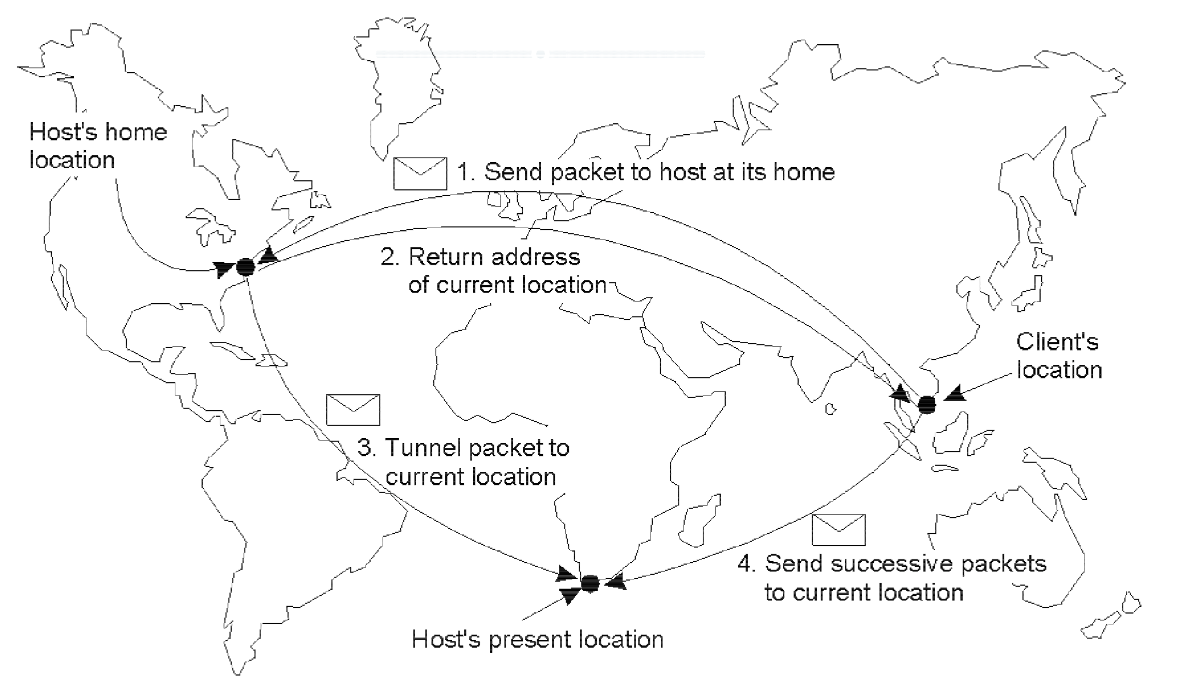 Host's home
location
1. Send packet to host at its home
2. Return address
of current location
Client's
location
3. Tunnel packet to
current location
4. Send successive packets
to current location
Host's present location